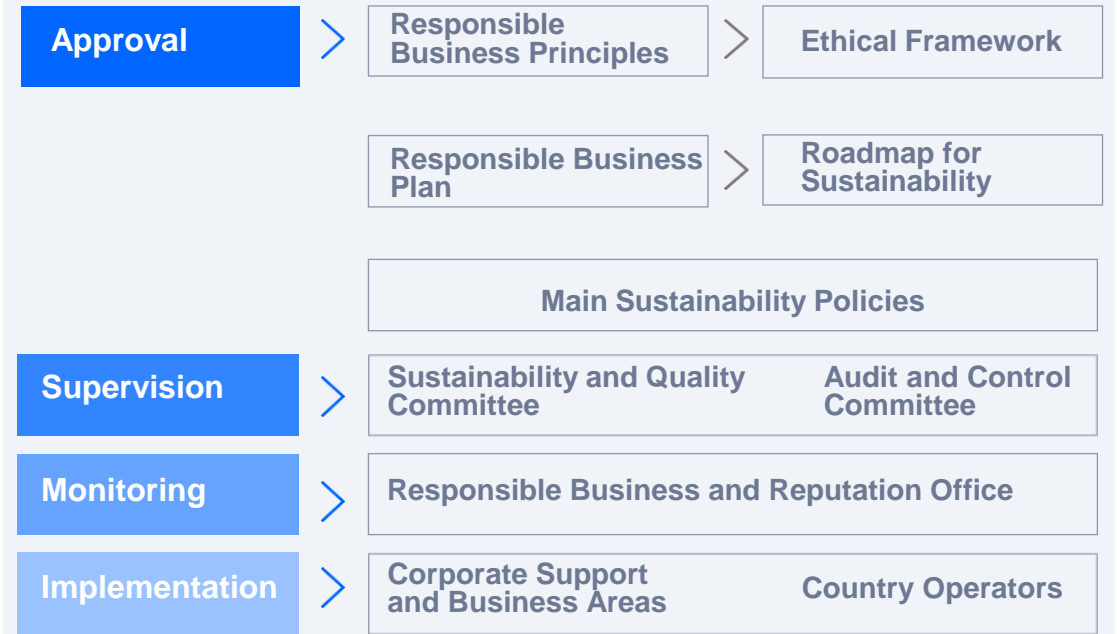 Approval
Responsible
Business Principles
Ethical Framework
Responsible Business
Plan
Roadmap for
Sustainability
Main Sustainability Policies
Supervision
Sustainability and Quality
Committee
Audit and Control
Committee
Monitoring
Responsible Business and Reputation Office
Implementation
Corporate Support
and Business Areas
Country Operators